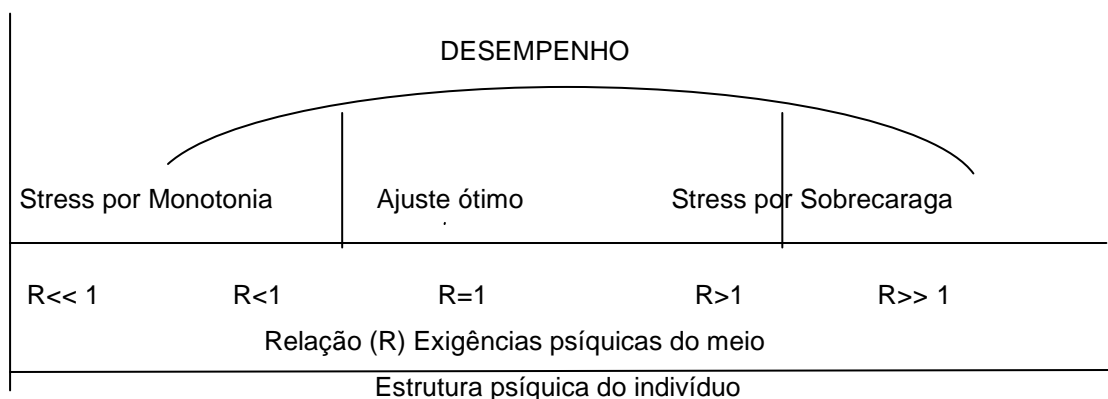 DESEMPENHO
Stress por Monotonia Ajuste ótimo Stress por Sobrecaraga
R<< 1 R<1 R=1 R>1 R>> 1
Relação (R) Exigências psíquicas do meio
Estrutura psíquica do indivíduo